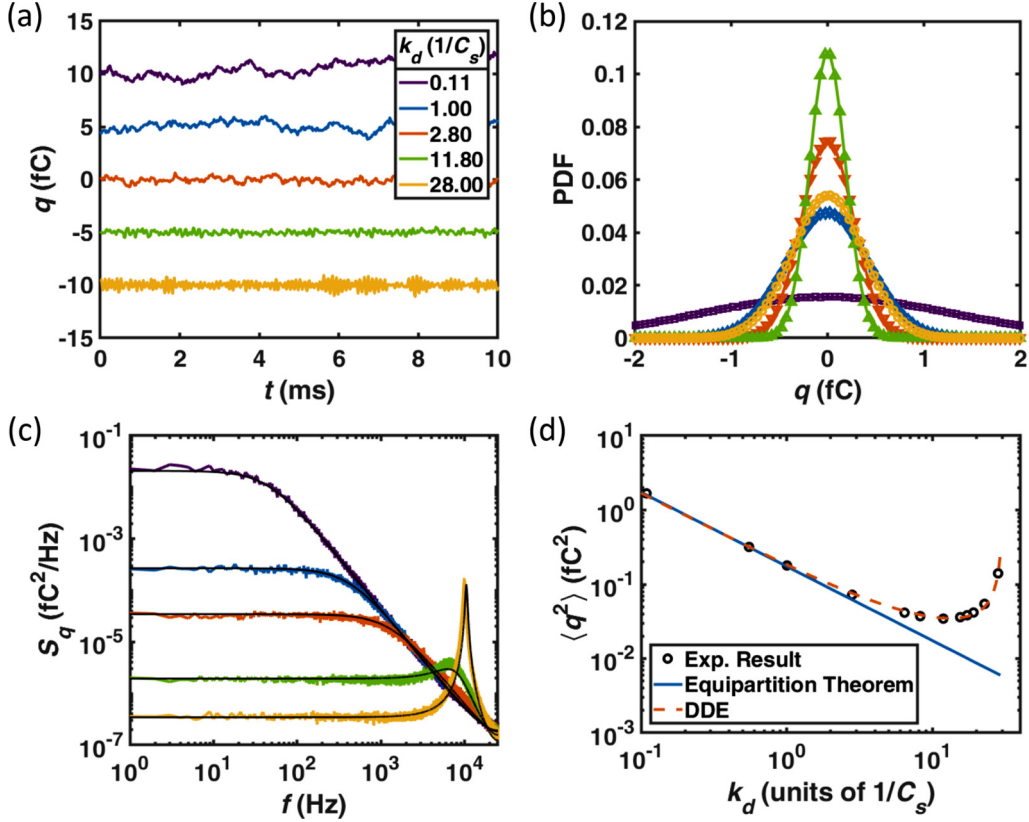 (a)
15
10
5
0
-5
-10
-15
q (fC)
0 2 4 6 8 10
t (ms)
k_d (1/C_s)
0.11
1.00
2.80
11.80
28.00
(b)
0.12
0.1
0.08
0.06
0.04
0.02
0
PDF
-2 -1 0 1 2
q (fC)
(c)
10^-1
10^-3
10^-5
10^-7
S_q (fC^2/Hz)
10^0 10^1 10^2 10^3 10^4
f (Hz)
(d)
10^1
10^0
10^-1
10^-2
10^-3
⟨q^2⟩ (fC^2)
Exp. Result
Equipartition Theorem
DDE
10^-1 10^0 10^1
k_d (units of 1/C_s)